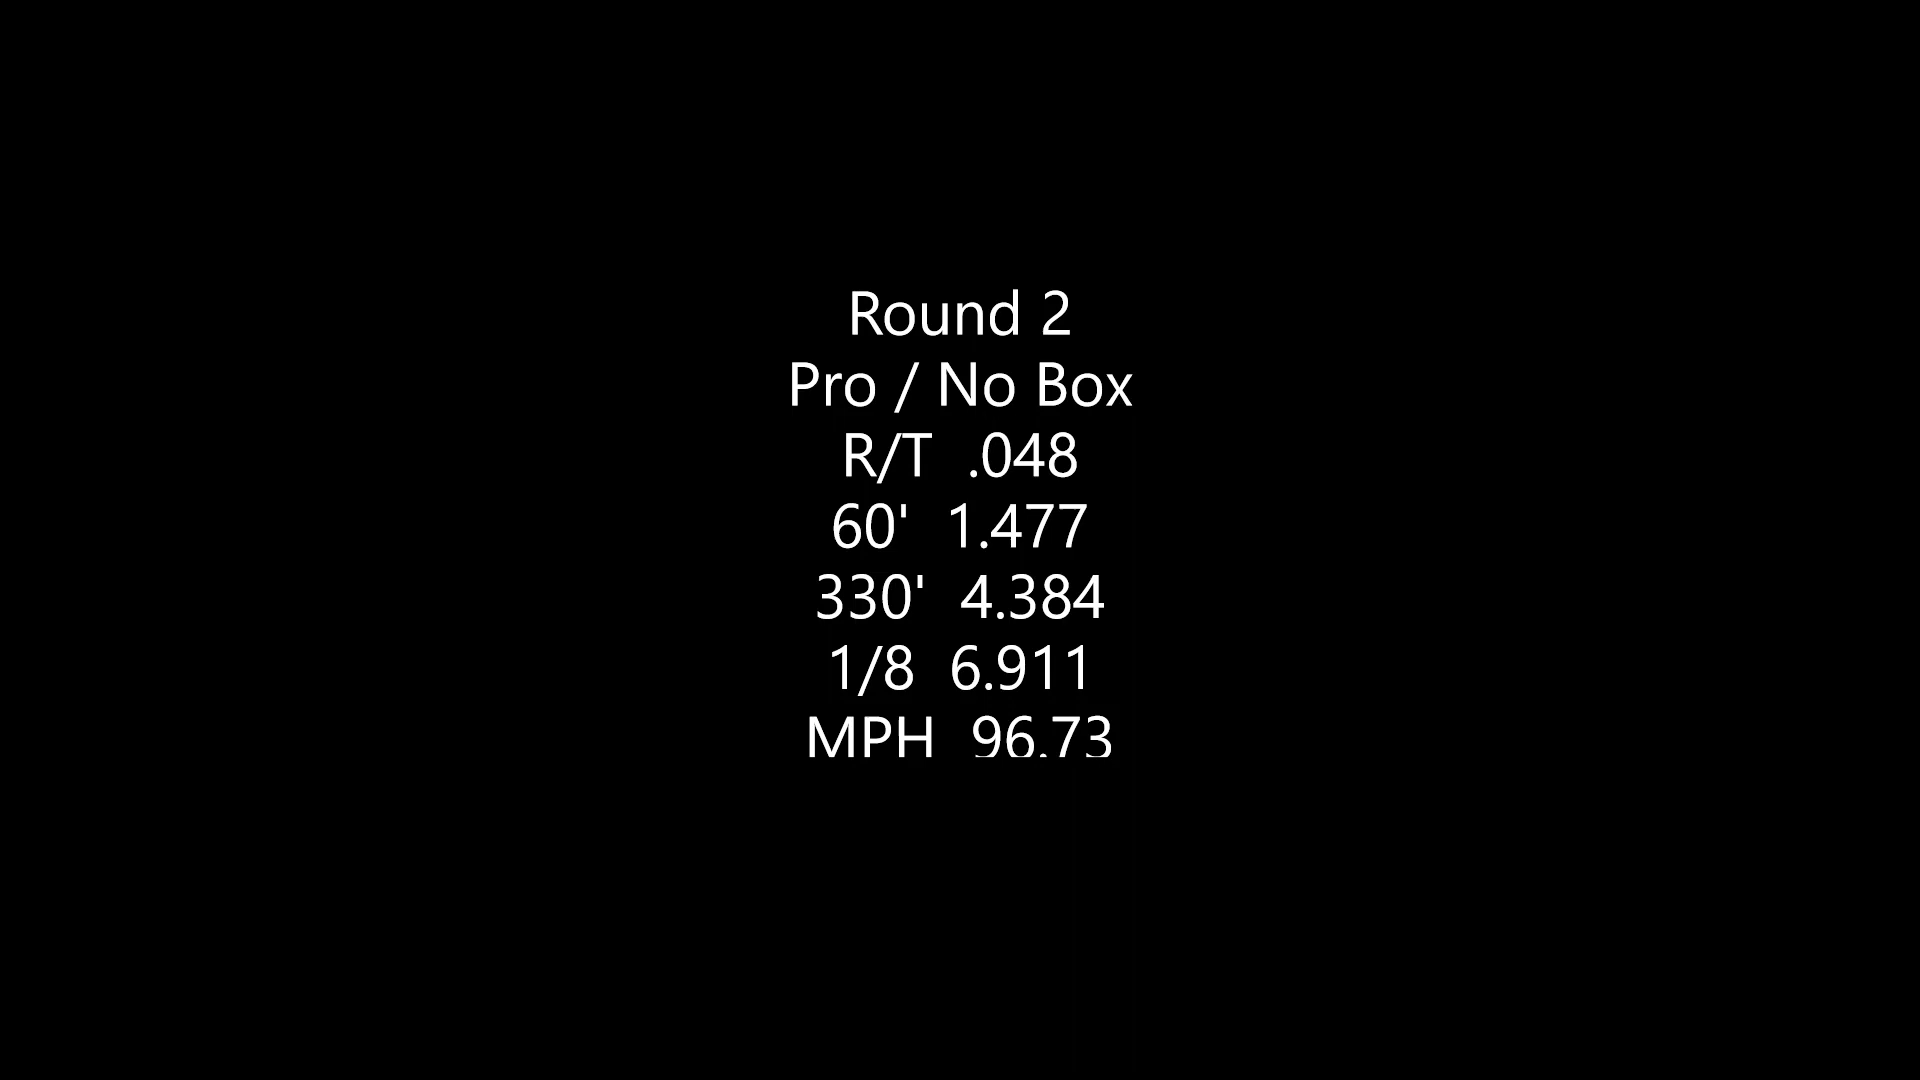 Round 2
Pro / No Box
R/T .048
60' 1.477
330' 4.384
1/8 6.911
MPH 96.73